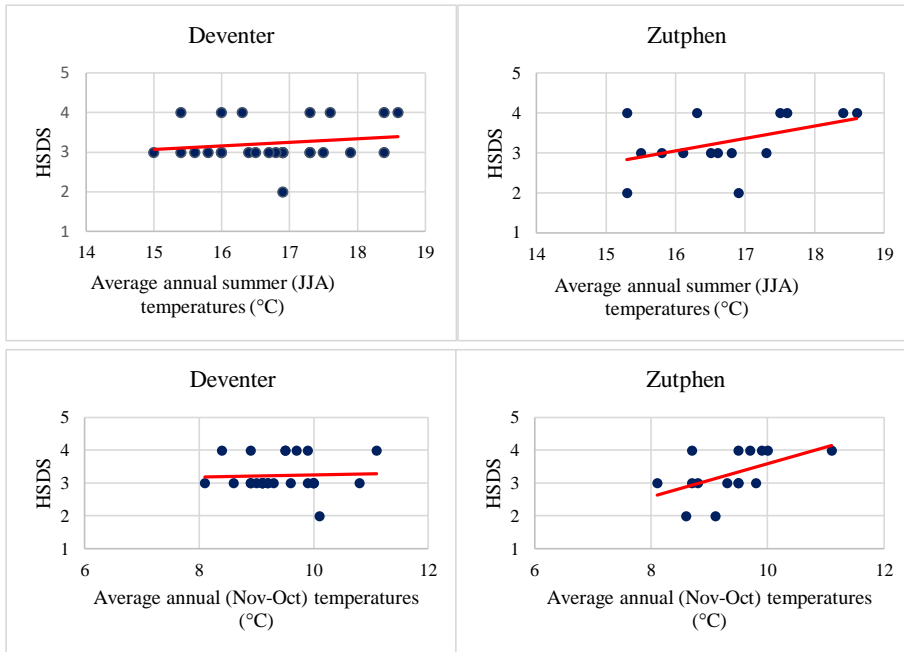 Deventer
5
4
3
2
1
HSDS
14 15 16 17 18 19
Average annual summer (JJA)
temperatures (°C)
Zutphen
5
4
3
2
1
HSDS
14 15 16 17 18 19
Average annual summer (JJA)
temperatures (°C)
Deventer
5
4
3
2
1
HSDS
6 8 10 12
Average annual (Nov-Oct) temperatures
(°C)
Zutphen
5
4
3
2
1
HSDS
6 8 10 12
Average annual (Nov-Oct) temperatures
(°C)